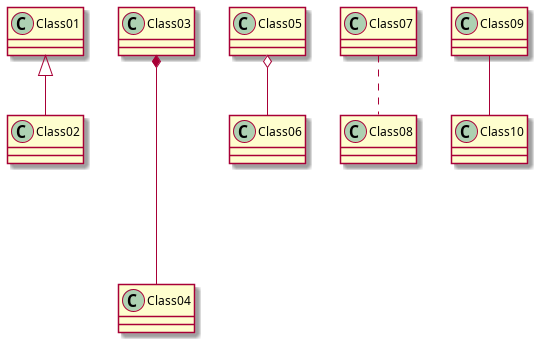 C Class01
C Class03
C Class05
C Class07
C Class09
C Class02
C Class06
C Class08
C Class10
C Class04